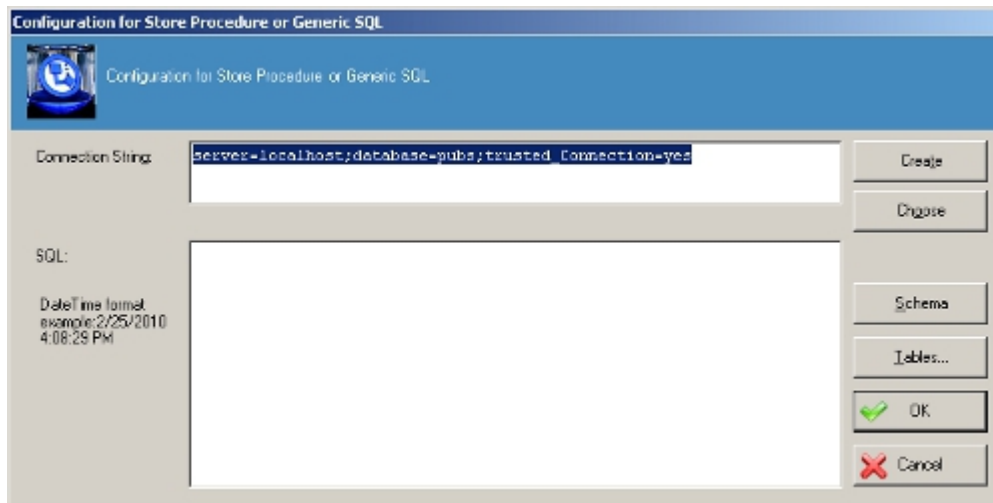 Configuration for Store Procedure or Generic SQL
Configuration for Store Procedure or Generic SQL
Connection String:
server=localhost;database=pubs;trusted_Connection=yes
Create
Choose
SQL:
DateTime format
example:2/25/2010
4:08:29 PM
Schema
Tables...
OK
Cancel